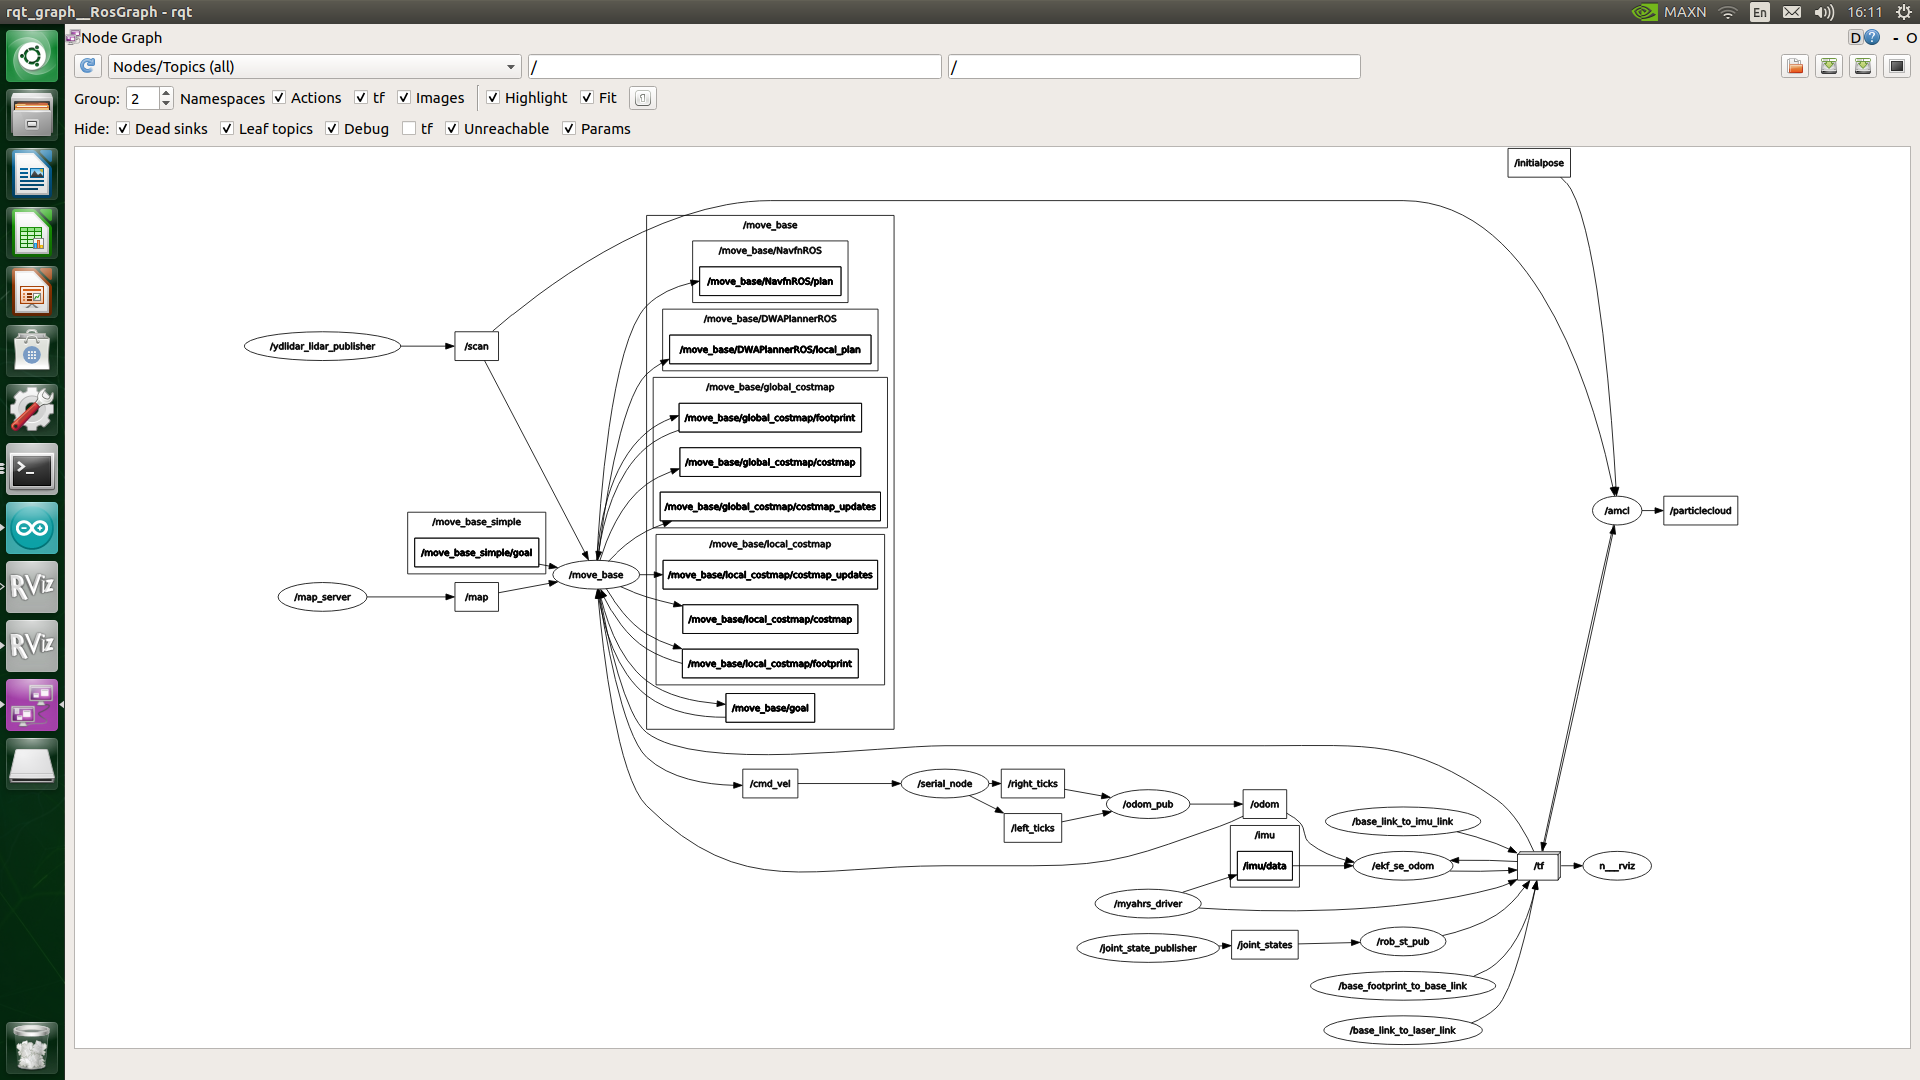 rqt_graph__RosGraph - rqt
MAXN En 16:11
Node Graph
D ? - O
Nodes/Topics (all) / /
Group: 2 Namespaces Actions tf Images Highlight Fit
Hide: Dead sinks Leaf topics Debug tf Unreachable Params
/initialpose
/move_base
/move_base/NavfnROS
/move_base/NavfnROS/plan
/move_base/DWAPlannerROS
/move_base/DWAPlannerROS/local_plan
/ydlidar_lidar_publisher
/scan
/move_base/global_costmap
/move_base/global_costmap/footprint
/move_base/global_costmap/costmap
/move_base/global_costmap/costmap_updates
/amcl
/particlecloud
/move_base_simple
/move_base_simple/goal
/move_base/local_costmap
/move_base
/move_base/local_costmap/costmap_updates
/map_server
/map
/move_base/local_costmap/costmap
/move_base/local_costmap/footprint
/move_base/goal
/cmd_vel
/serial_node
/right_ticks
/left_ticks
/odom_pub
/odom
/base_link_to_imu_link
/imu
/imu/data
/ekf_se_odom
/tf
n__rviz
/myahrs_driver
/joint_state_publisher
/joint_states
/rob_st_pub
/base_footprint_to_base_link
/base_link_to_laser_link
RViz
RViz